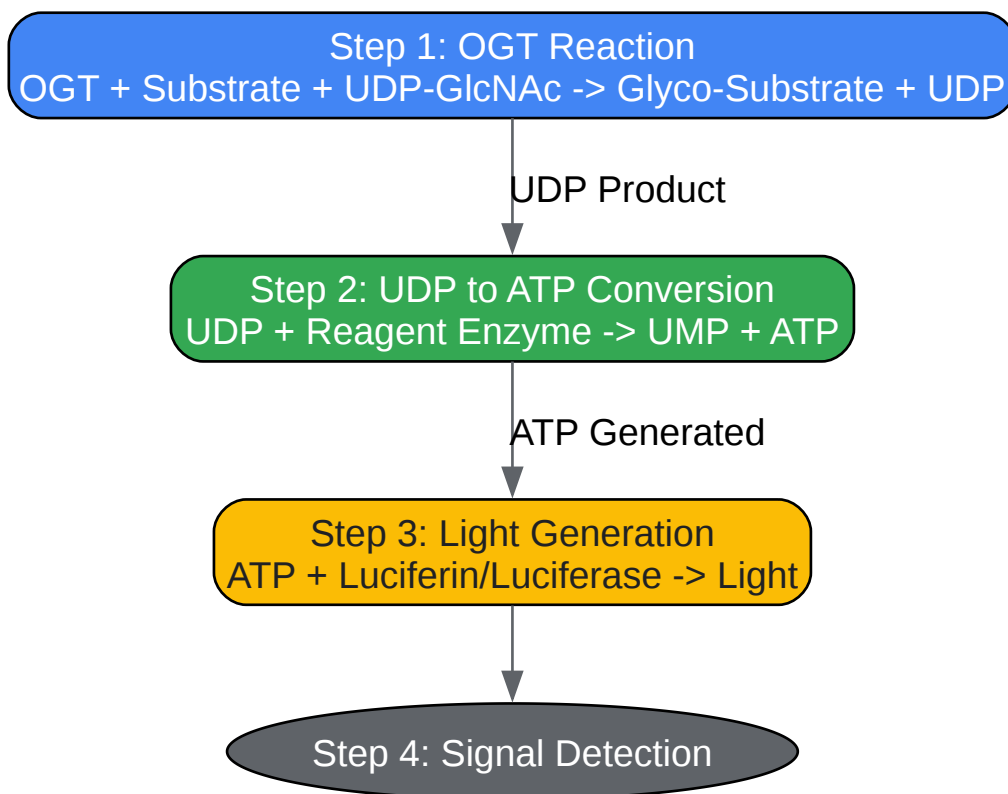 Step 1: OGT Reaction
OGT + Substrate + UDP-GlcNAc -> Glyco-Substrate + UDP
UDP Product
Step 2: UDP to ATP Conversion
UDP + Reagent Enzyme -> UMP + ATP
ATP Generated
Step 3: Light Generation
ATP + Luciferin/Luciferase -> Light
Step 4: Signal Detection